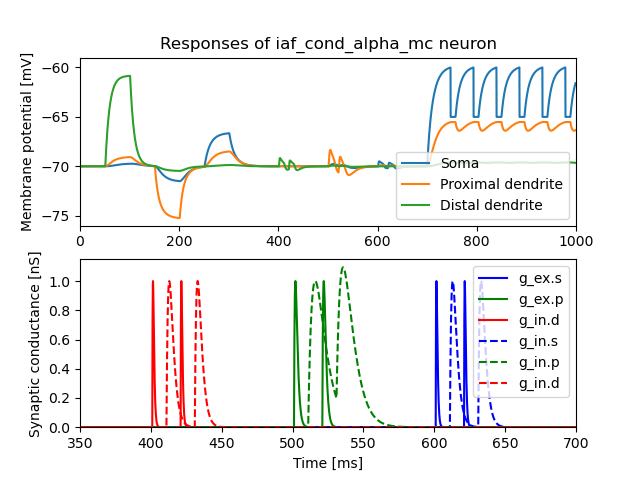 Responses of iaf_cond_alpha_mc neuron
Membrane potential [mV]
−60
−65
−70
−75
Soma
Proximal dendrite
Distal dendrite
0 200 400 600 800 1000
Synaptic conductance [nS]
1.0
0.8
0.6
0.4
0.2
0.0
g_ex.s
g_ex.p
g_in.d
g_in.s
g_in.p
g_in.d
350 400 450 500 550 600 650 700
Time [ms]